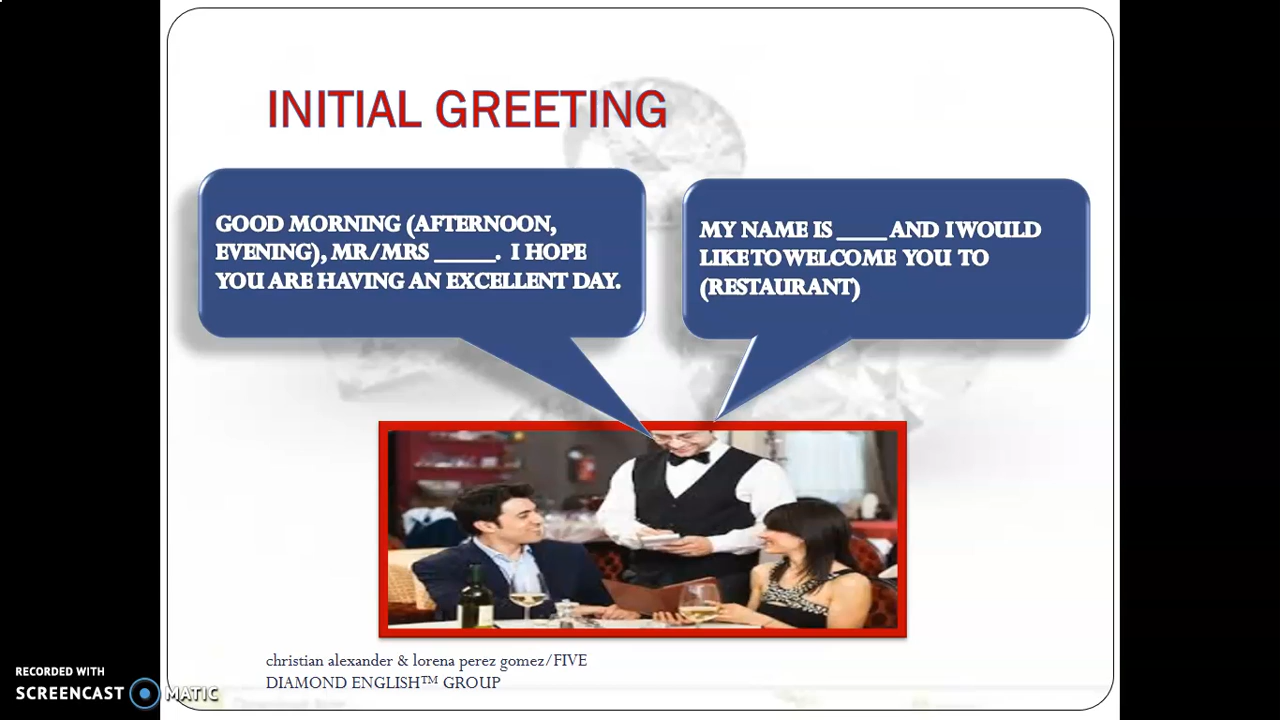 INITIAL GREETING
GOOD MORNING (AFTERNOON,
EVENING), MR/MRS _____. I HOPE
YOU ARE HAVING AN EXCELLENT DAY.
MY NAME IS ____ AND I WOULD
LIKE TO WELCOME YOU TO
(RESTAURANT)
christian alexander & lorena perez gomez/FIVE
DIAMOND ENGLISH™ GROUP
RECORDED WITH
SCREENCAST MATIC